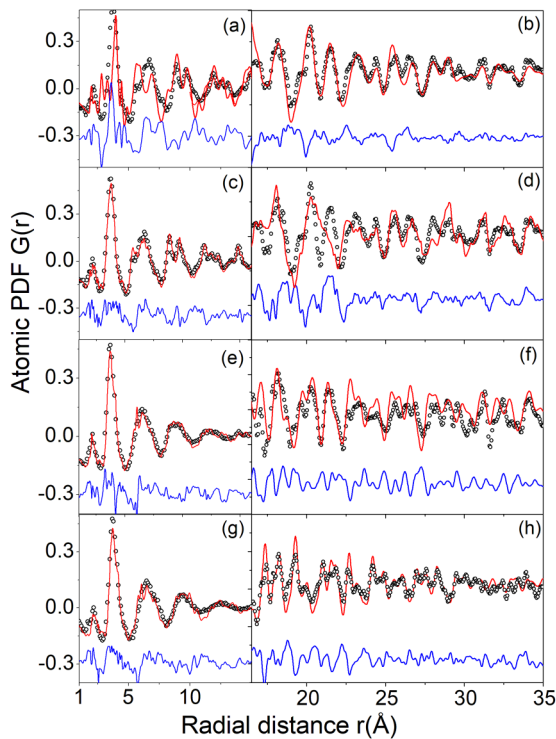 Atomic PDF G(r)
0.3
0.0
-0.3
(a)
(b)
0.3
0.0
-0.3
(c)
(d)
0.3
0.0
-0.3
(e)
(f)
0.3
0.0
-0.3
(g)
(h)
1 5 10 20 25 30 35
Radial distance r(Å)